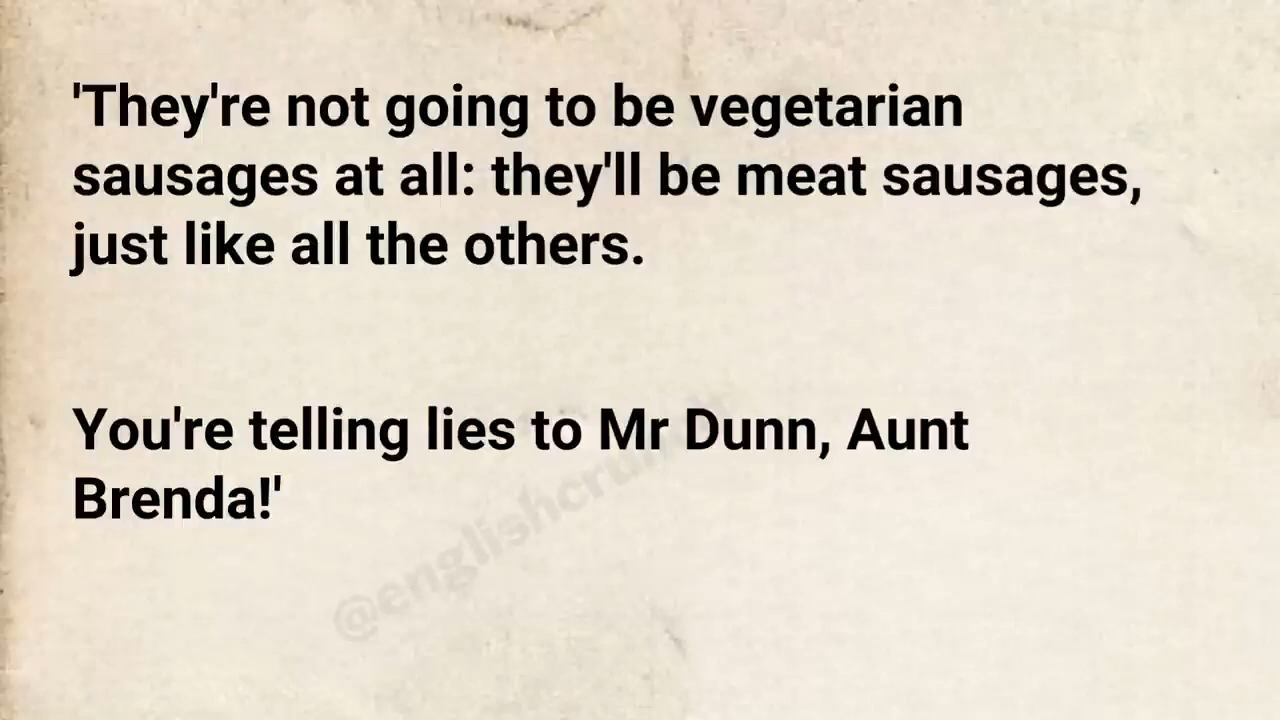 'They're not going to be vegetarian
sausages at all: they'll be meat sausages,
just like all the others.
You're telling lies to Mr Dunn, Aunt
Brenda!'